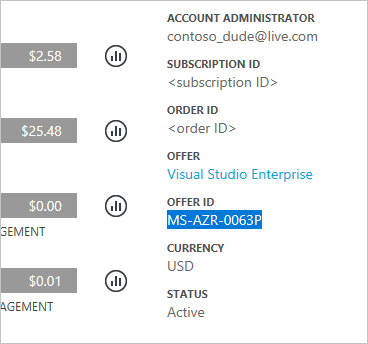 $2.58
$25.48
$0.00
GEMENT
$0.01
AGEMENT
ACCOUNT ADMINISTRATOR
contoso_dude@live.com
SUBSCRIPTION ID
<subscription ID>
ORDER ID
<order ID>
OFFER
Visual Studio Enterprise
OFFER ID
MS-AZR-0063P
CURRENCY
USD
STATUS
Active